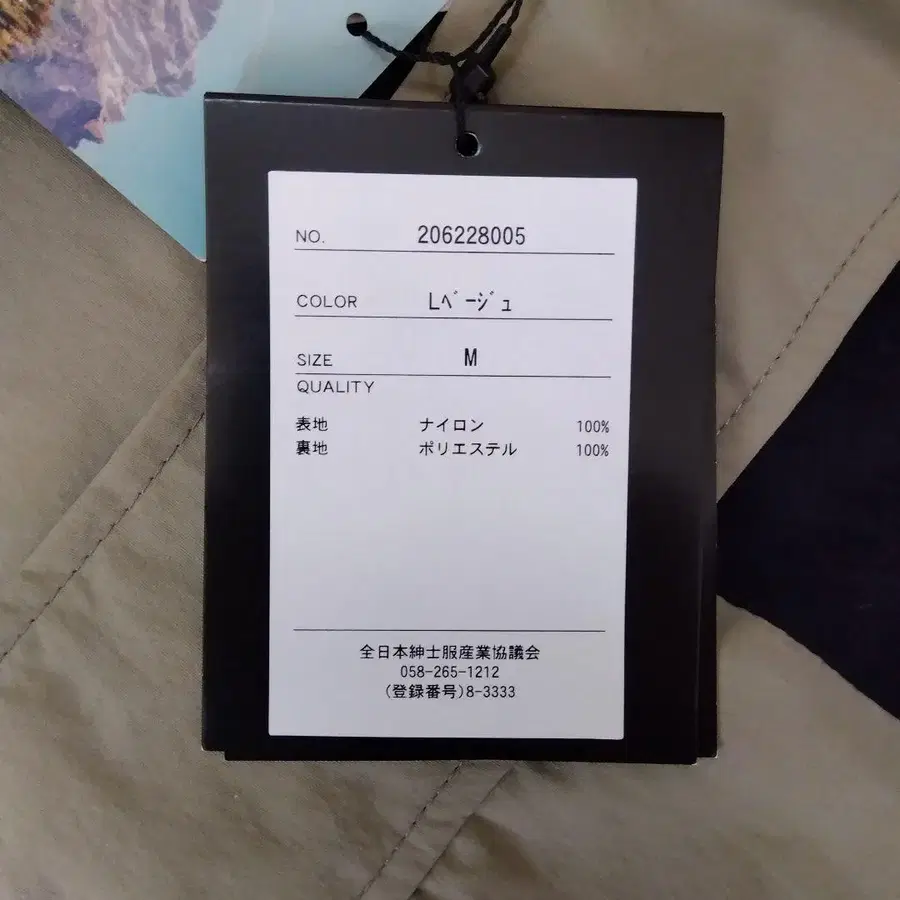 NO. 206228005
COLOR Lﾍﾞｰｼﾞｭ
SIZE M
QUALITY
表地 ナイロン 100%
裏地 ポリエステル 100%
全日本紳士服産業協議会
058-265-1212
(登録番号)8-3333